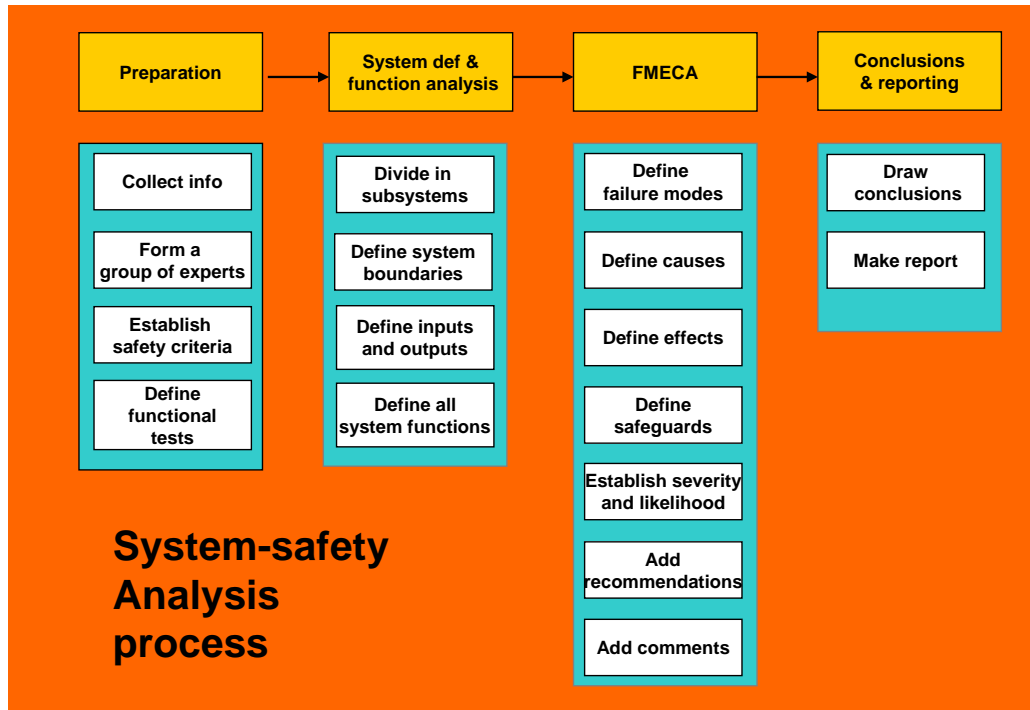 Preparation
System def &
function analysis
FMECA
Conclusions
& reporting
Collect info
Form a
group of experts
Establish
safety criteria
Define
functional
tests
Divide in
subsystems
Define system
boundaries
Define inputs
and outputs
Define all
system functions
Define
failure modes
Define causes
Define effects
Define
safeguards
Establish severity
and likelihood
Add
recommendations
Add comments
Draw
conclusions
Make report
System-safety
Analysis
process